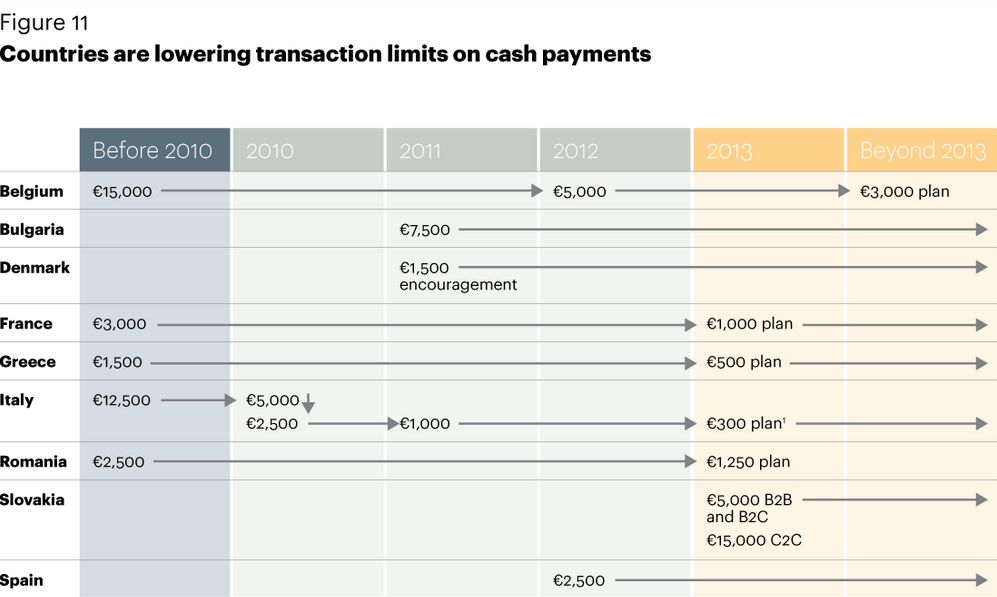 Figure 11
Countries are lowering transaction limits on cash payments
Before 2010 2010 2011 2012 2013 Beyond 2013
Belgium €15,000 €5,000 €3,000 plan
Bulgaria €7,500
Denmark €1,500
encouragement
France €3,000 €1,000 plan
Greece €1,500 €500 plan
Italy €12,500 €5,000
€2,500 €1,000 €300 plan¹
Romania €2,500 €1,250 plan
Slovakia €5,000 B2B
and B2C
€15,000 C2C
Spain €2,500